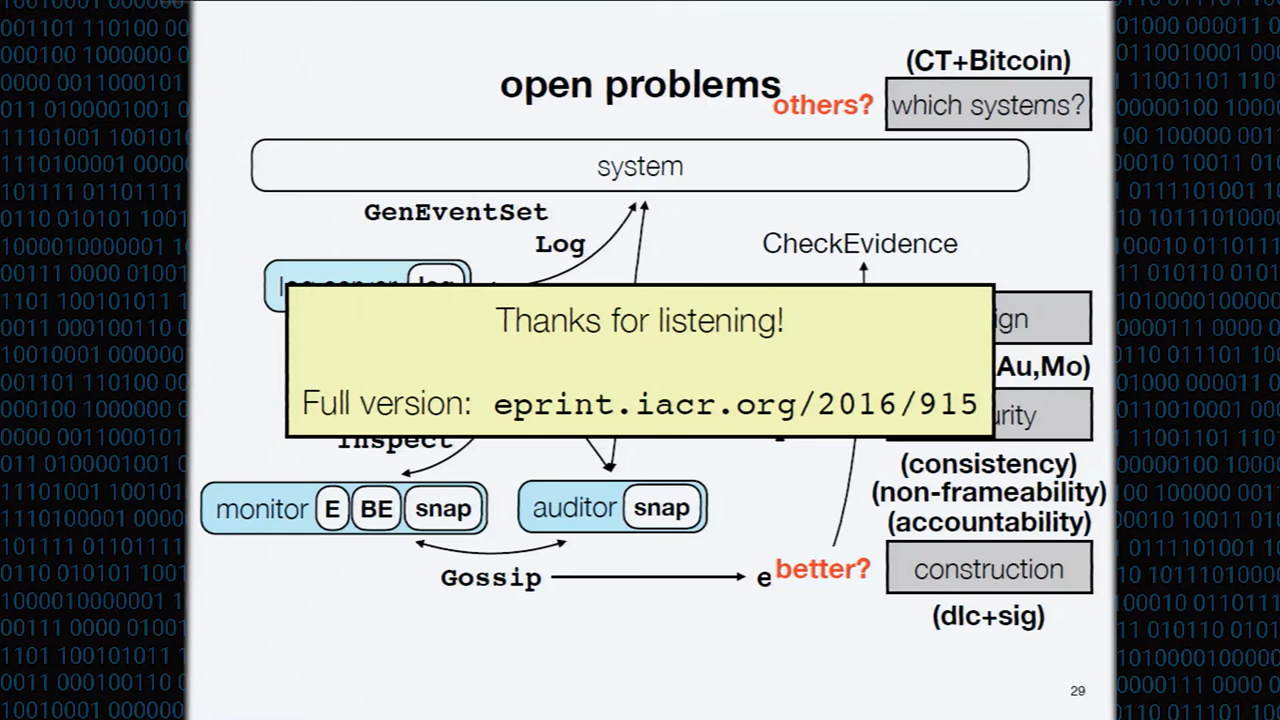 (CT+Bitcoin)
open problems
others?
which systems?
system
GenEventSet
Log
CheckEvidence
Thanks for listening!
Au,Mo)
Full version: eprint.iacr.org/2016/915
Inspect
(consistency)
(non-frameability)
(accountability)
monitor E BE snap
auditor snap
Gossip
e
better?
construction
(dlc+sig)
29